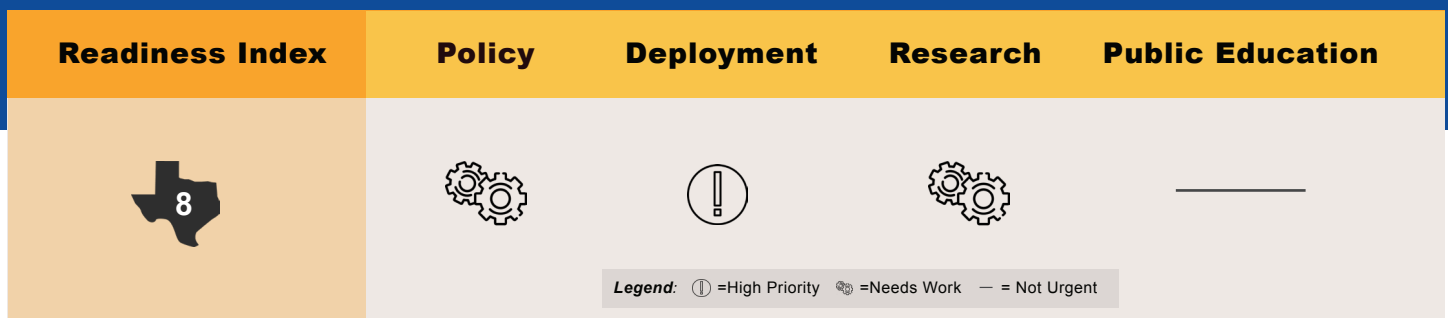 Readiness Index Policy Deployment Research Public Education
8
Legend: =High Priority =Needs Work — = Not Urgent